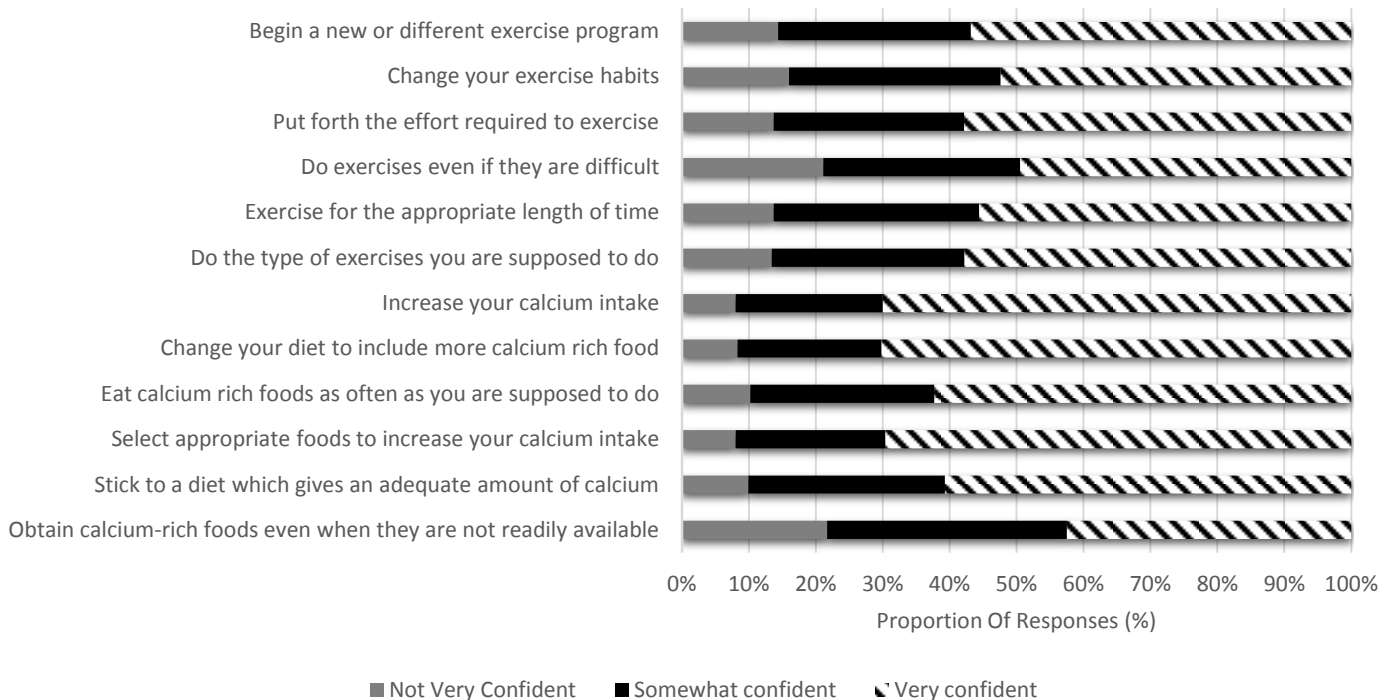 Begin a new or different exercise program
Change your exercise habits
Put forth the effort required to exercise
Do exercises even if they are difficult
Exercise for the appropriate length of time
Do the type of exercises you are supposed to do
Increase your calcium intake
Change your diet to include more calcium rich food
Eat calcium rich foods as often as you are supposed to do
Select appropriate foods to increase your calcium intake
Stick to a diet which gives an adequate amount of calcium
Obtain calcium-rich foods even when they are not readily available
0% 10% 20% 30% 40% 50% 60% 70% 80% 90% 100%
Proportion Of Responses (%)
Not Very Confident Somewhat confident Very confident